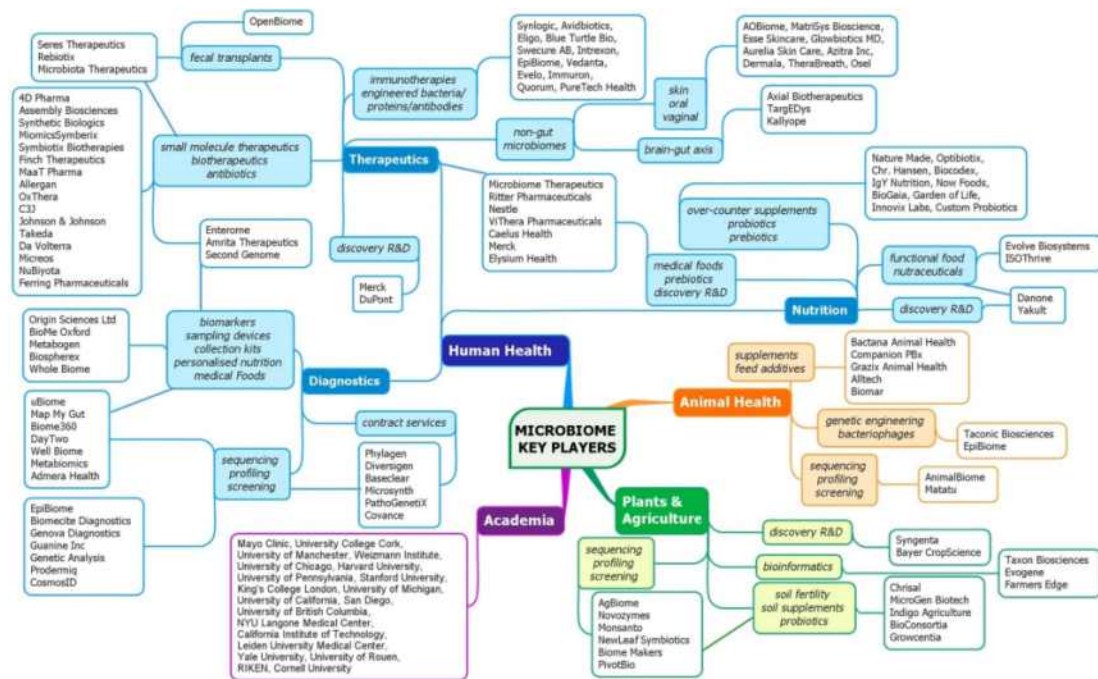 OpenBiome
Seres Therapeutics
Rebiotix
Microbiota Therapeutics
fecal transplants
Synlogic, Avidbiotics,
Eligo, Blue Turtle Bio,
Swecure AB, Intrexon,
EpiBiome, Vedanta,
Evelo, Immuron,
Quorum, PureTech Health
immunotherapies
engineered bacteria/
proteins/antibodies
AOBiome, MatriSys Bioscience,
Esse Skincare, Glowbiotics MD,
Aurelia Skin Care, Azitra Inc,
Dermala, TheraBreath, Osel
skin
oral
vaginal
Axial Biotherapeutics
TargEDys
Kallyope
non-gut
microbiomes
brain-gut axis
4D Pharma
Assembly Biosciences
Synthetic Biologics
MiomicsSymberix
Symbiotix Biotherapies
Finch Therapeutics
MaaT Pharma
Allergan
OxThera
C3J
Johnson & Johnson
Takeda
Da Volterra
Micreos
NuBiyota
Ferring Pharmaceuticals
small molecule therapeutics
biotherapeutics
antibiotics
Therapeutics
Enterome
Amrita Therapeutics
Second Genome
discovery R&D
Merck
DuPont
Microbiome Therapeutics
Ritter Pharmaceuticals
Nestle
ViThera Pharmaceuticals
Caelus Health
Merck
Elysium Health
Nature Made, Optibiotix,
Chr. Hansen, Biocodex,
IgY Nutrition, Now Foods,
BioGaia, Garden of Life,
Innovix Labs, Custom Probiotics
over-counter supplements
probiotics
prebiotics
medical foods
prebiotics
discovery R&D
functional food
nutraceuticals
Evolve Biosystems
ISOThrive
Nutrition
discovery R&D
Danone
Yakult
Origin Sciences Ltd
BioMe Oxford
Metabogen
Biospherex
Whole Biome
biomarkers
sampling devices
collection kits
personalised nutrition
medical Foods
Human Health
Diagnostics
uBiome
Map My Gut
Biome360
DayTwo
Well Biome
Metabiomics
Admera Health
contract services
sequencing
profiling
screening
Phylagen
Diversigen
Baseclear
Microsynth
PathoGenetiX
Covance
EpiBiome
Biomecite Diagnostics
Genova Diagnostics
Guanine Inc
Genetic Analysis
Prodermiq
CosmosID
MICROBIOME
KEY PLAYERS
supplements
feed additives
Bactana Animal Health
Companion PBx
Grazix Animal Health
Alltech
Biomar
Animal Health
genetic engineering
bacteriophages
Taconic Biosciences
EpiBiome
sequencing
profiling
screening
AnimalBiome
Matatu
Academia
Mayo Clinic, University College Cork,
University of Manchester, Weizmann Institute,
University of Chicago, Harvard University,
University of Pennsylvania, Stanford University,
King's College London, University of Michigan,
University of California, San Diego,
University of British Columbia,
NYU Langone Medical Center,
California Institute of Technology,
Leiden University Medical Center,
Yale University, University of Rouen,
RIKEN, Cornell University
Plants &
Agriculture
discovery R&D
Syngenta
Bayer CropScience
bioinformatics
Taxon Biosciences
Evogene
Farmers Edge
sequencing
profiling
screening
soil fertility
soil supplements
probiotics
Chrisal
MicroGen Biotech
Indigo Agriculture
BioConsortia
Growcentia
AgBiome
Novozymes
Monsanto
NewLeaf Symbiotics
Biome Makers
PivotBio